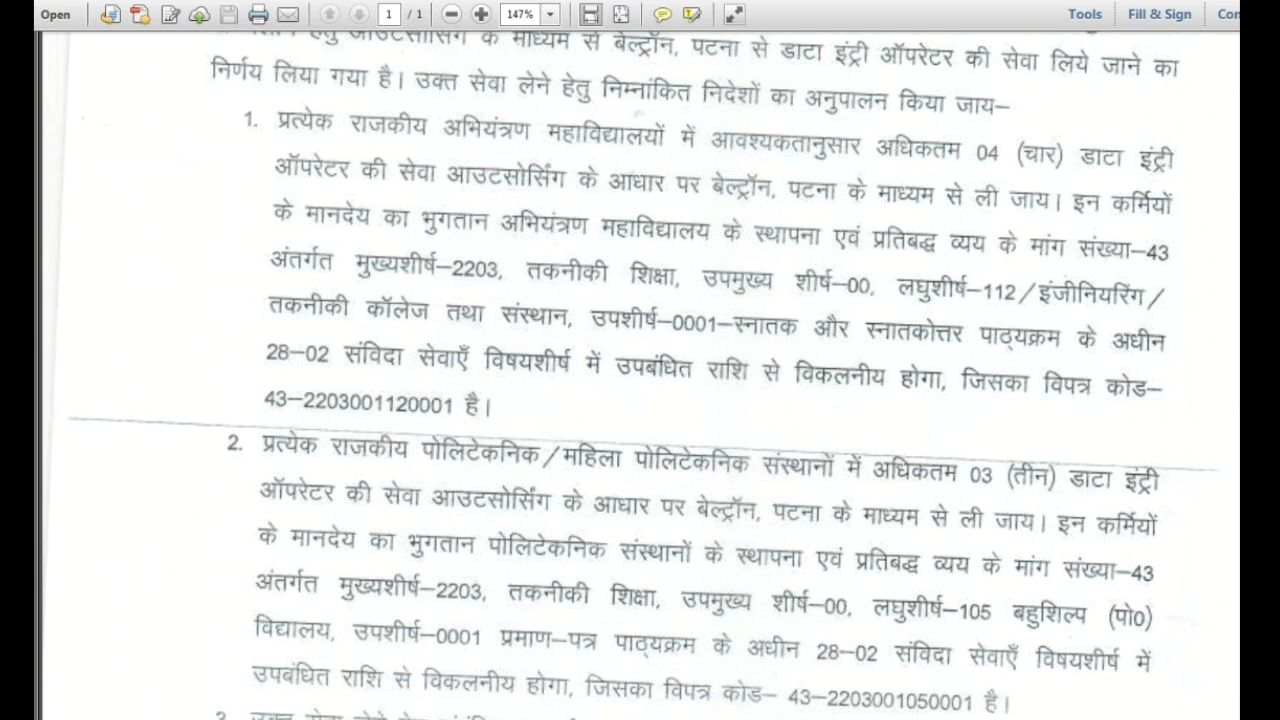 Open 1 / 1 147% Tools Fill & Sign
हेतु आउटसोर्सिंग के माध्यम से बेल्ट्रॉन, पटना से डाटा इंट्री ऑपरेटर की सेवा लिये जाने का
निर्णय लिया गया है। उक्त सेवा लेने हेतु निम्नांकित निदेशों का अनुपालन किया जाय–
1. प्रत्येक राजकीय अभियंत्रण महाविद्यालयों में आवश्यकतानुसार अधिकतम 04 (चार) डाटा इंट्री
ऑपरेटर की सेवा आउटसोर्सिंग के आधार पर बेल्ट्रॉन, पटना के माध्यम से ली जाय। इन कर्मियों
के मानदेय का भुगतान अभियंत्रण महाविद्यालय के स्थापना एवं प्रतिबद्ध व्यय के मांग संख्या–43
अंतर्गत मुख्यशीर्ष–2203, तकनीकी शिक्षा, उपमुख्य शीर्ष–00, लघुशीर्ष–112/इंजीनियरिंग/
तकनीकी कॉलेज तथा संस्थान, उपशीर्ष–0001–स्नातक और स्नातकोत्तर पाठ्यक्रम के अधीन
28–02 संविदा सेवाएँ विषयशीर्ष में उपबंधित राशि से विकलनीय होगा, जिसका विपत्र कोड–
43–2203001120001 है।
2. प्रत्येक राजकीय पोलिटेकनिक/महिला पोलिटेकनिक संस्थानों में अधिकतम 03 (तीन) डाटा इंट्री
ऑपरेटर की सेवा आउटसोर्सिंग के आधार पर बेल्ट्रॉन, पटना के माध्यम से ली जाय। इन कर्मियों
के मानदेय का भुगतान पोलिटेकनिक संस्थानों के स्थापना एवं प्रतिबद्ध व्यय के मांग संख्या–43
अंतर्गत मुख्यशीर्ष–2203, तकनीकी शिक्षा, उपमुख्य शीर्ष–00, लघुशीर्ष–105 बहुशिल्प (पो0)
विद्यालय, उपशीर्ष–0001 प्रमाण–पत्र पाठ्यक्रम के अधीन 28–02 संविदा सेवाएँ विषयशीर्ष में
उपबंधित राशि से विकलनीय होगा, जिसका विपत्र कोड– 43–2203001050001 है।